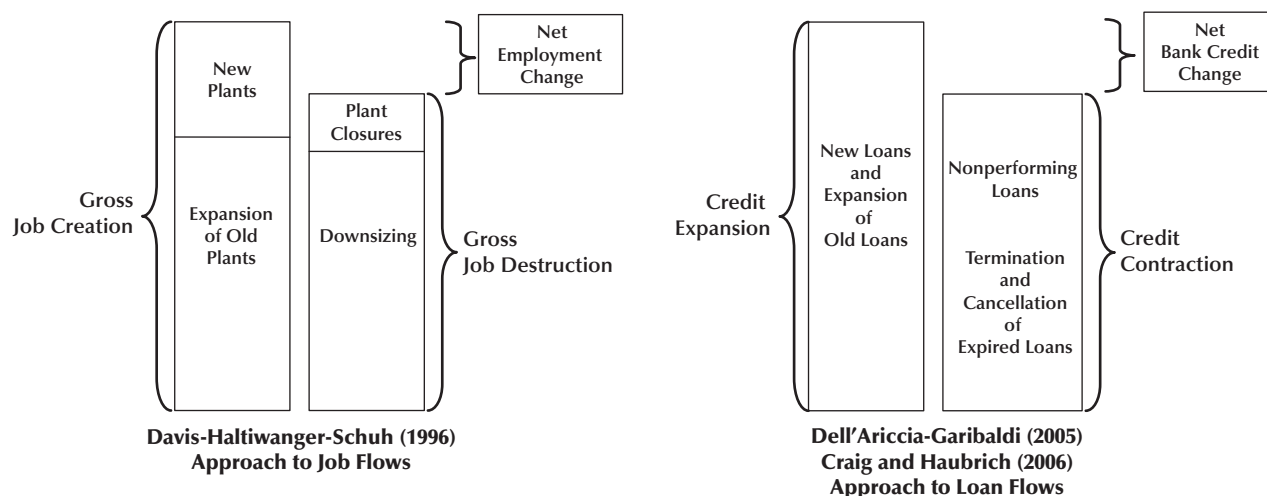 New
Plants
Net
Employment
Change
Plant
Closures
Gross
Job Creation
Expansion
of Old
Plants
Downsizing
Gross
Job Destruction
Davis-Haltiwanger-Schuh (1996)
Approach to Job Flows
Net
Bank Credit
Change
New Loans
and
Expansion
of
Old Loans
Nonperforming
Loans
Credit
Expansion
Termination
and
Cancellation
of
Expired Loans
Credit
Contraction
Dell’Ariccia-Garibaldi (2005)
Craig and Haubrich (2006)
Approach to Loan Flows